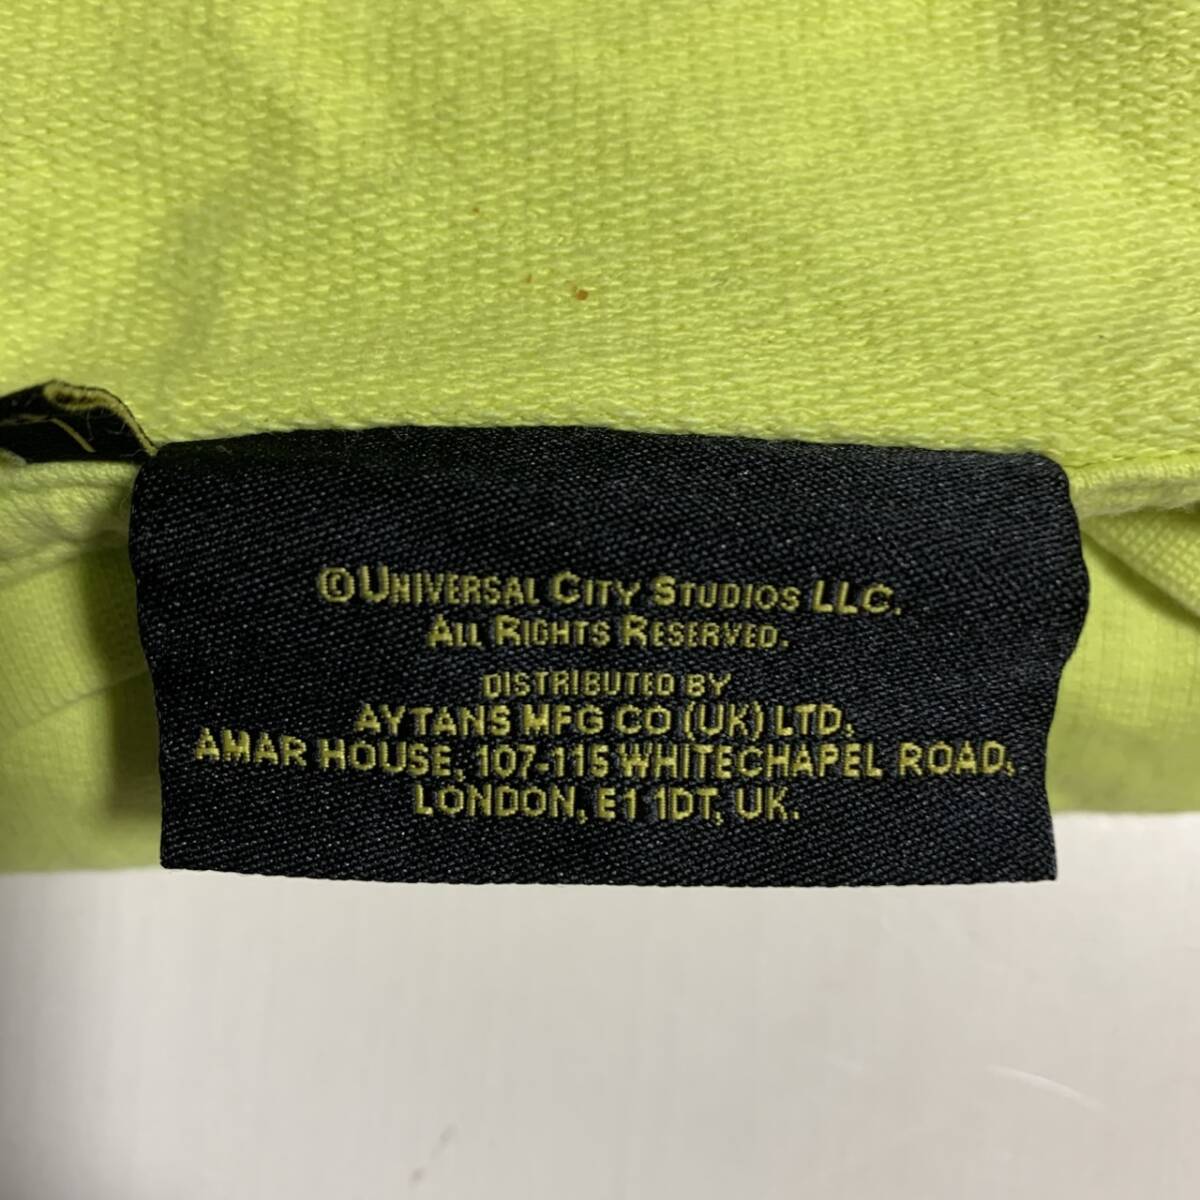 © UNIVERSAL CITY STUDIOS LLC.
ALL RIGHTS RESERVED.
DISTRIBUTED BY
AYTANS MFG CO (UK) LTD,
AMAR HOUSE, 107-115 WHITECHAPEL ROAD,
LONDON, E1 1DT, UK.